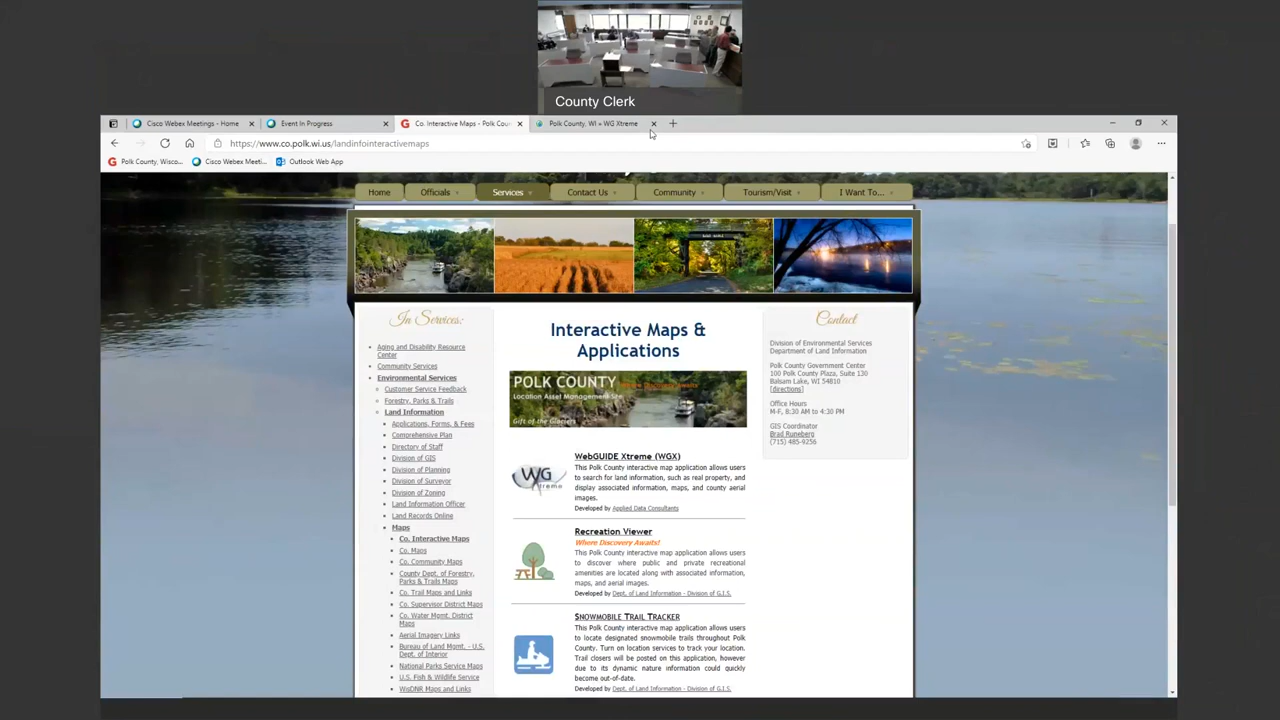 County Clerk
Cisco Webex Meetings - Home
Event In Progress
Co. Interactive Maps - Polk Cou
Polk County, WI » WG Xtreme
https://www.co.polk.wi.us/landinfointeractivemaps
Polk County, Wisco...
Cisco Webex Meeti...
Outlook Web App
Home
Officials
Services
Contact Us
Community
Tourism/Visit
I Want To...
In Services:
Aging and Disability Resource
Center
Community Services
Environmental Services
Customer Service Feedback
Forestry, Parks & Trails
Land Information
Applications, Forms, & Fees
Comprehensive Plan
Directory of Staff
Division of GIS
Division of Planning
Division of Surveyor
Division of Zoning
Land Information Officer
Land Records Online
Maps
Co. Interactive Maps
Co. Maps
Co. Community Maps
County Dept. of Forestry,
Parks & Trails Maps
Co. Trail Maps and Links
Co. Supervisor District Maps
Co. Water Mgmt. District
Maps
Aerial Imagery Links
Bureau of Land Mgmt. - U.S.
Dept. of Interior
National Parks Service Maps
U.S. Fish & Wildlife Service
WisDNR Maps and Links
Interactive Maps &
Applications
POLK COUNTY
Where Discovery Awaits
Location Asset Management Site
Gift of the Glaciers
WG
Xtreme
WebGUIDE Xtreme (WGX)
This Polk County interactive map application allows users
to search for land information, such as real property, and
display associated information, maps, and county aerial
images.
Developed by Applied Data Consultants
Recreation Viewer
Where Discovery Awaits!
This Polk County interactive map application allows users
to discover where public and private recreational
amenities are located along with associated information,
maps, and aerial images.
Developed by Dept. of Land Information - Division of G.I.S.
SNOWMOBILE TRAIL TRACKER
This Polk County interactive map application allows users
to locate designated snowmobile trails throughout Polk
County. Turn on location services to track your location.
Trail closers will be posted on this application, however
due to its dynamic nature information could quickly
become out-of-date.
Developed by Dept. of Land Information - Division of G.I.S.
Contact
Division of Environmental Services
Department of Land Information
Polk County Government Center
100 Polk County Plaza, Suite 130
Balsam Lake, WI 54810
[directions]
Office Hours
M-F, 8:30 AM to 4:30 PM
GIS Coordinator
Brad Runeberg
(715) 485-9256